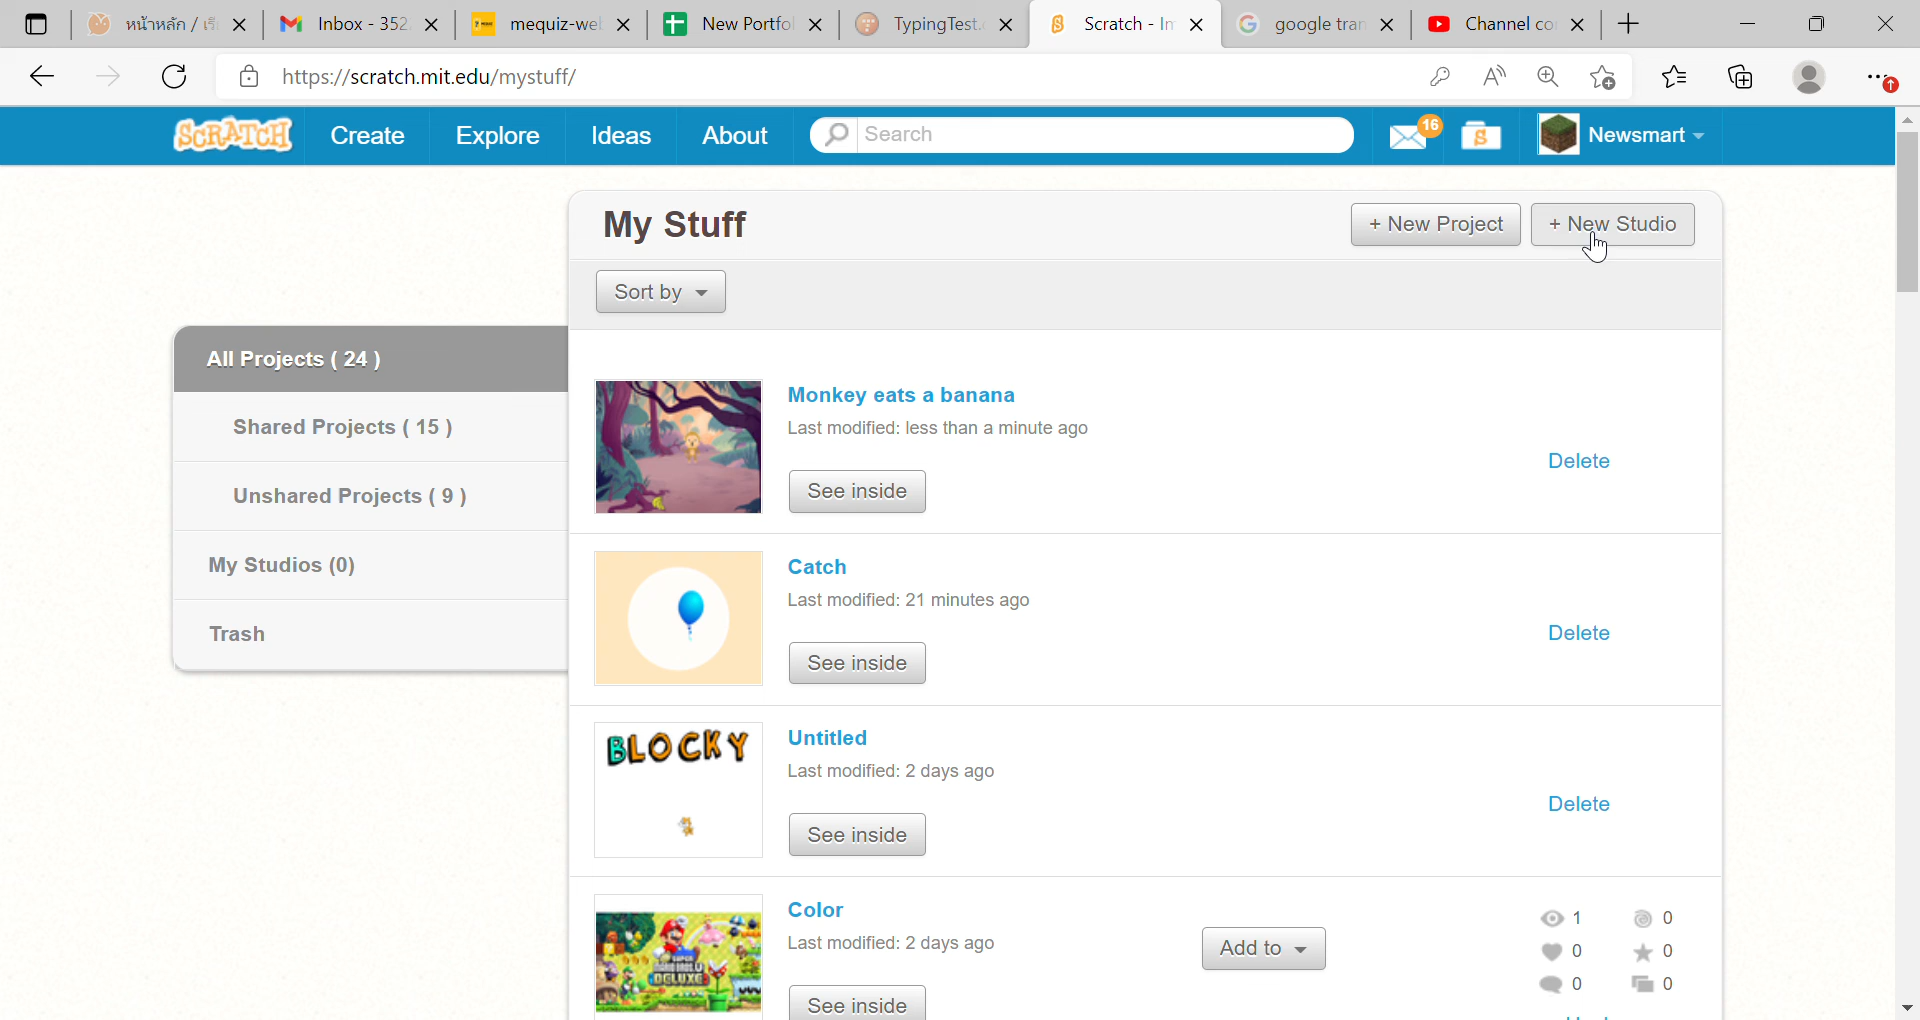 หน้าหลัก / เรี
Inbox - 352
mequiz-we
New Portfo
TypingTest.
Scratch - Im
google tran
Channel co
https://scratch.mit.edu/mystuff/
SCRATCH
Create
Explore
Ideas
About
Search
16
Newsmart
My Stuff
+ New Project
+ New Studio
Sort by
All Projects ( 24 )
Shared Projects ( 15 )
Unshared Projects ( 9 )
My Studios (0)
Trash
Monkey eats a banana
Last modified: less than a minute ago
See inside
Delete
Catch
Last modified: 21 minutes ago
See inside
Delete
BLOCKY
Untitled
Last modified: 2 days ago
See inside
Delete
Color
Last modified: 2 days ago
See inside
Add to
1
0
0
0
0
0